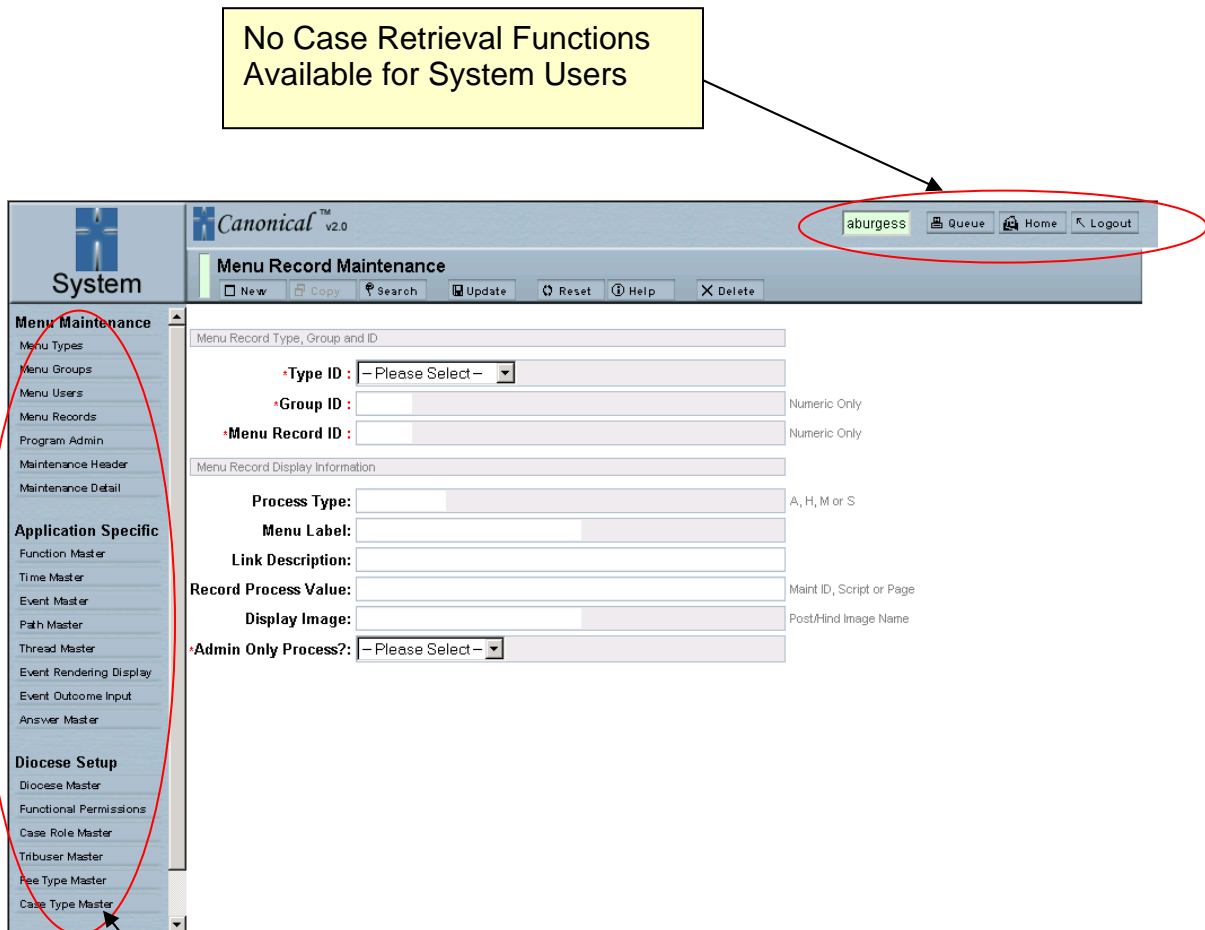 No Case Retrieval Functions
Available for System Users
System
Canonical ™ v2.0
aburgess Queue Home Logout
Menu Record Maintenance
New Copy Search Update Reset Help Delete
Menu Maintenance
Menu Types
Menu Groups
Menu Users
Menu Records
Program Admin
Maintenance Header
Maintenance Detail
Application Specific
Function Master
Time Master
Event Master
Path Master
Thread Master
Event Rendering Display
Event Outcome Input
Answer Master
Diocese Setup
Diocese Master
Functional Permissions
Case Role Master
Tribuser Master
Fee Type Master
Case Type Master
Menu Record Type, Group and ID
*Type ID : – Please Select –
*Group ID : Numeric Only
*Menu Record ID : Numeric Only
Menu Record Display Information
Process Type: A, H, M or S
Menu Label:
Link Description:
Record Process Value: Maint ID, Script or Page
Display Image: Post/Hind Image Name
*Admin Only Process?: – Please Select –